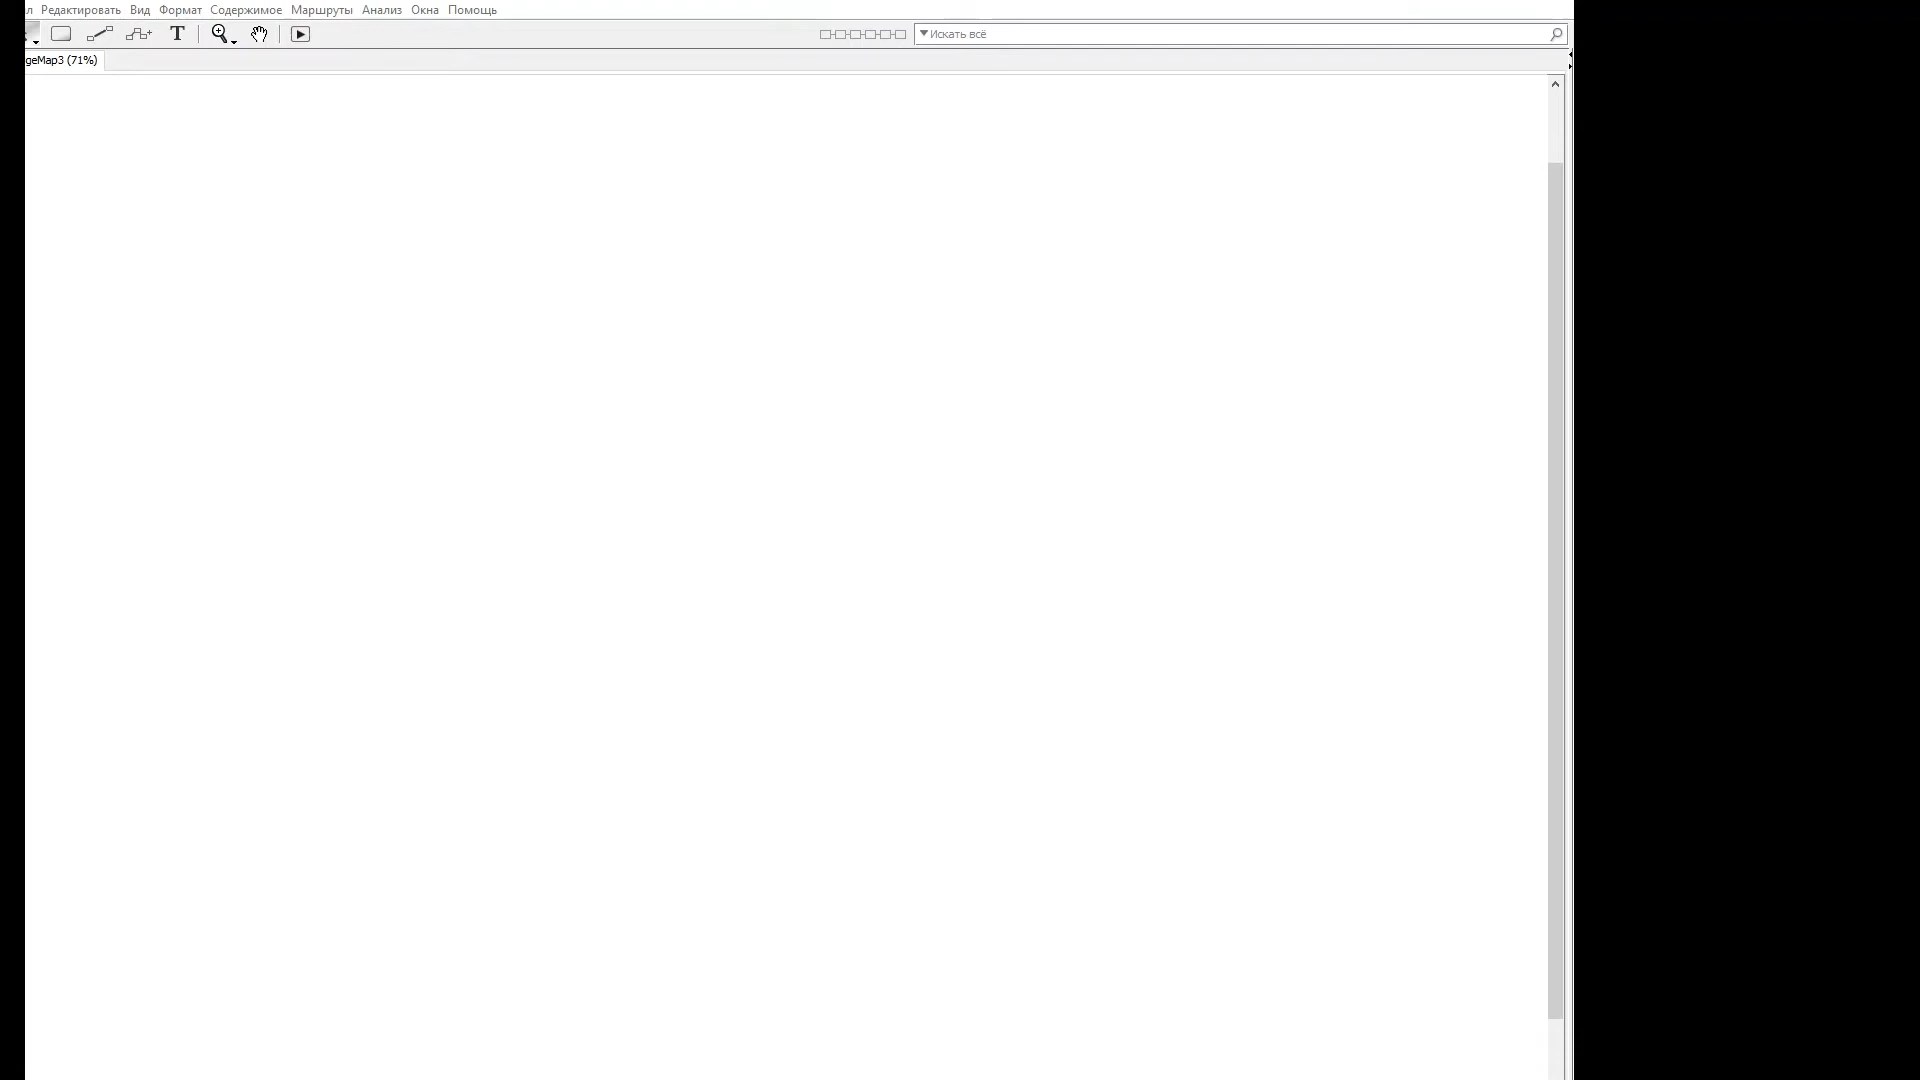 л Редактировать Вид Формат Содержимое Маршруты Анализ Окна Помощь
T Искать всё
geMap3 (71%)